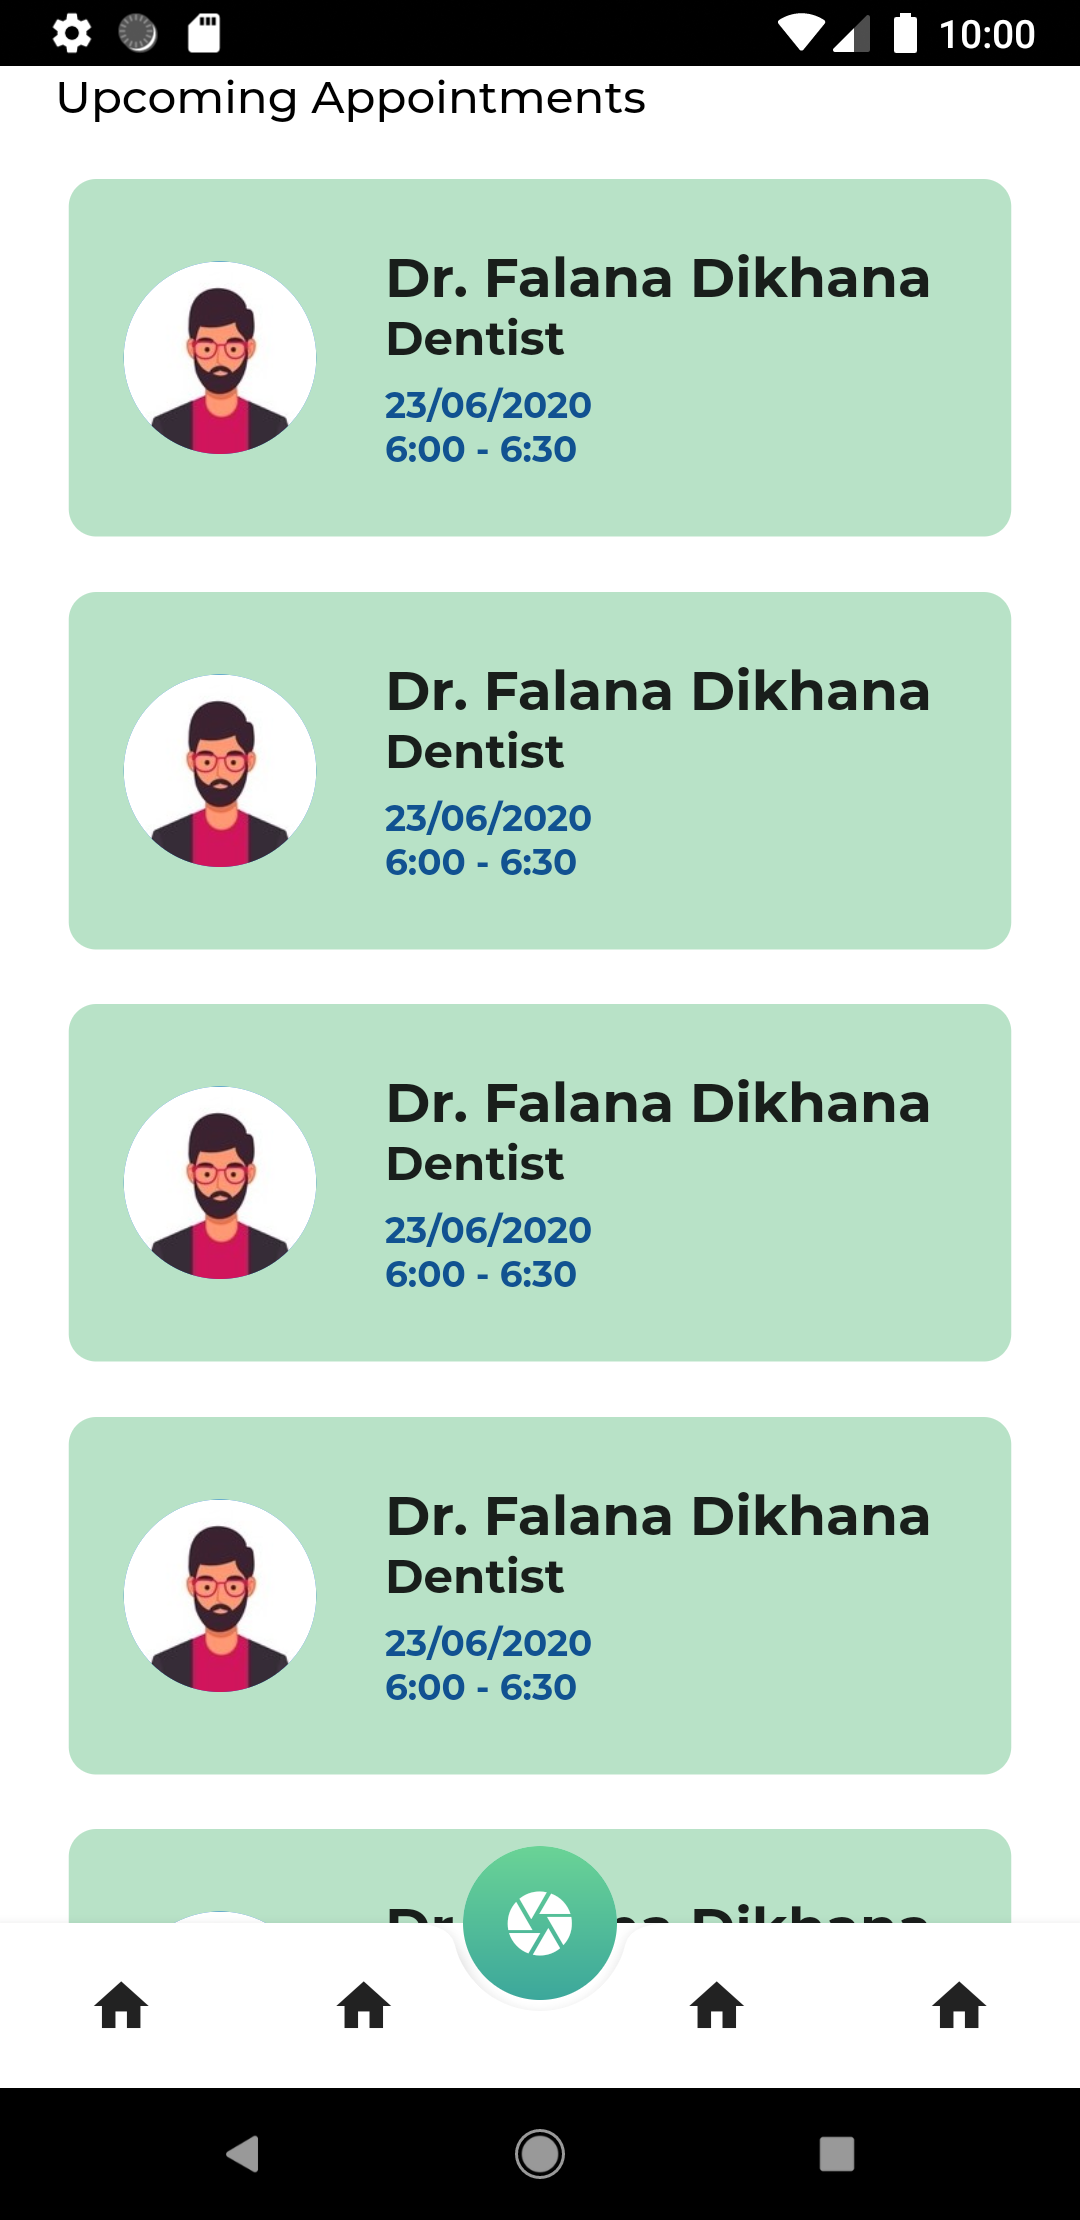 10:00
Upcoming Appointments
Dr. Falana Dikhana
Dentist
23/06/2020
6:00 - 6:30
Dr. Falana Dikhana
Dentist
23/06/2020
6:00 - 6:30
Dr. Falana Dikhana
Dentist
23/06/2020
6:00 - 6:30
Dr. Falana Dikhana
Dentist
23/06/2020
6:00 - 6:30
Dr. Dikhana